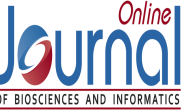 Online
Journal
OF BIOSCIENCES AND INFORMATICS